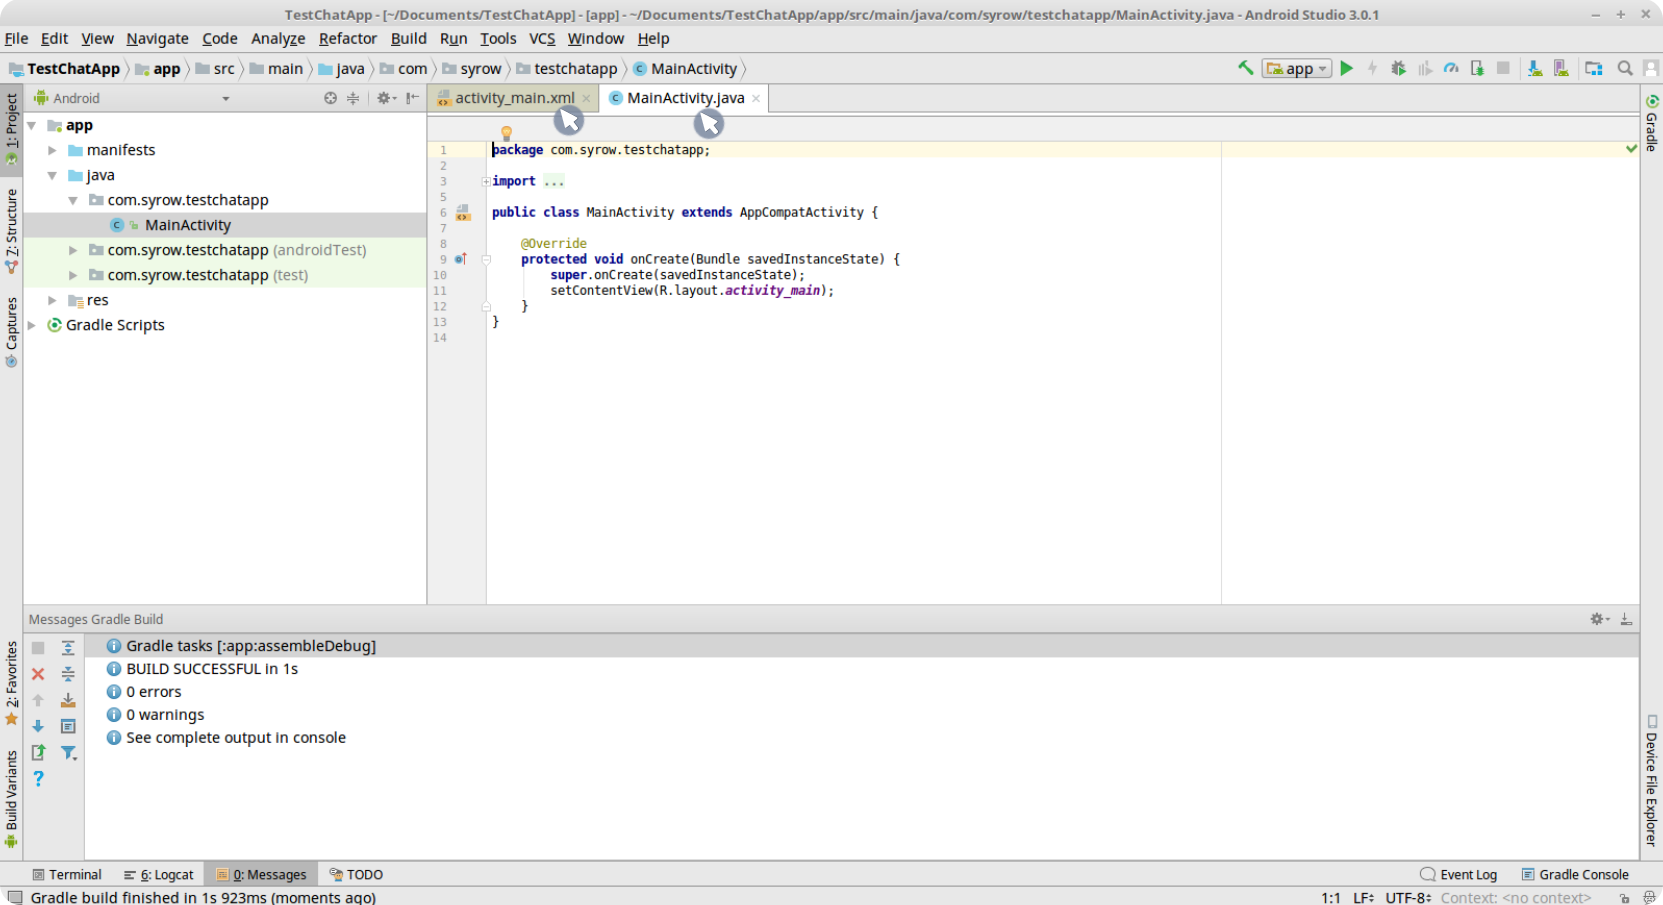 TestChatApp - [~/Documents/TestChatApp] - [app] - ~/Documents/TestChatApp/app/src/main/java/com/syrow/testchatapp/MainActivity.java - Android Studio 3.0.1
File Edit View Navigate Code Analyze Refactor Build Run Tools VCS Window Help
TestChatApp app src main java com syrow testchatapp MainActivity
app
1: Project
7: Structure
Captures
2: Favorites
Build Variants
Android
app
manifests
java
com.syrow.testchatapp
MainActivity
com.syrow.testchatapp (androidTest)
com.syrow.testchatapp (test)
res
Gradle Scripts
activity_main.xml
MainActivity.java
1 package com.syrow.testchatapp;
2
3 import ...
5
6 public class MainActivity extends AppCompatActivity {
7
8 @Override
9 protected void onCreate(Bundle savedInstanceState) {
10 super.onCreate(savedInstanceState);
11 setContentView(R.layout.activity_main);
12 }
13 }
14
Gradle
Device File Explorer
Messages Gradle Build
Gradle tasks [:app:assembleDebug]
BUILD SUCCESSFUL in 1s
0 errors
0 warnings
See complete output in console
Terminal 6: Logcat 0: Messages TODO Event Log Gradle Console
Gradle build finished in 1s 923ms (moments ago) 1:1 LF UTF-8 Context: <no context>